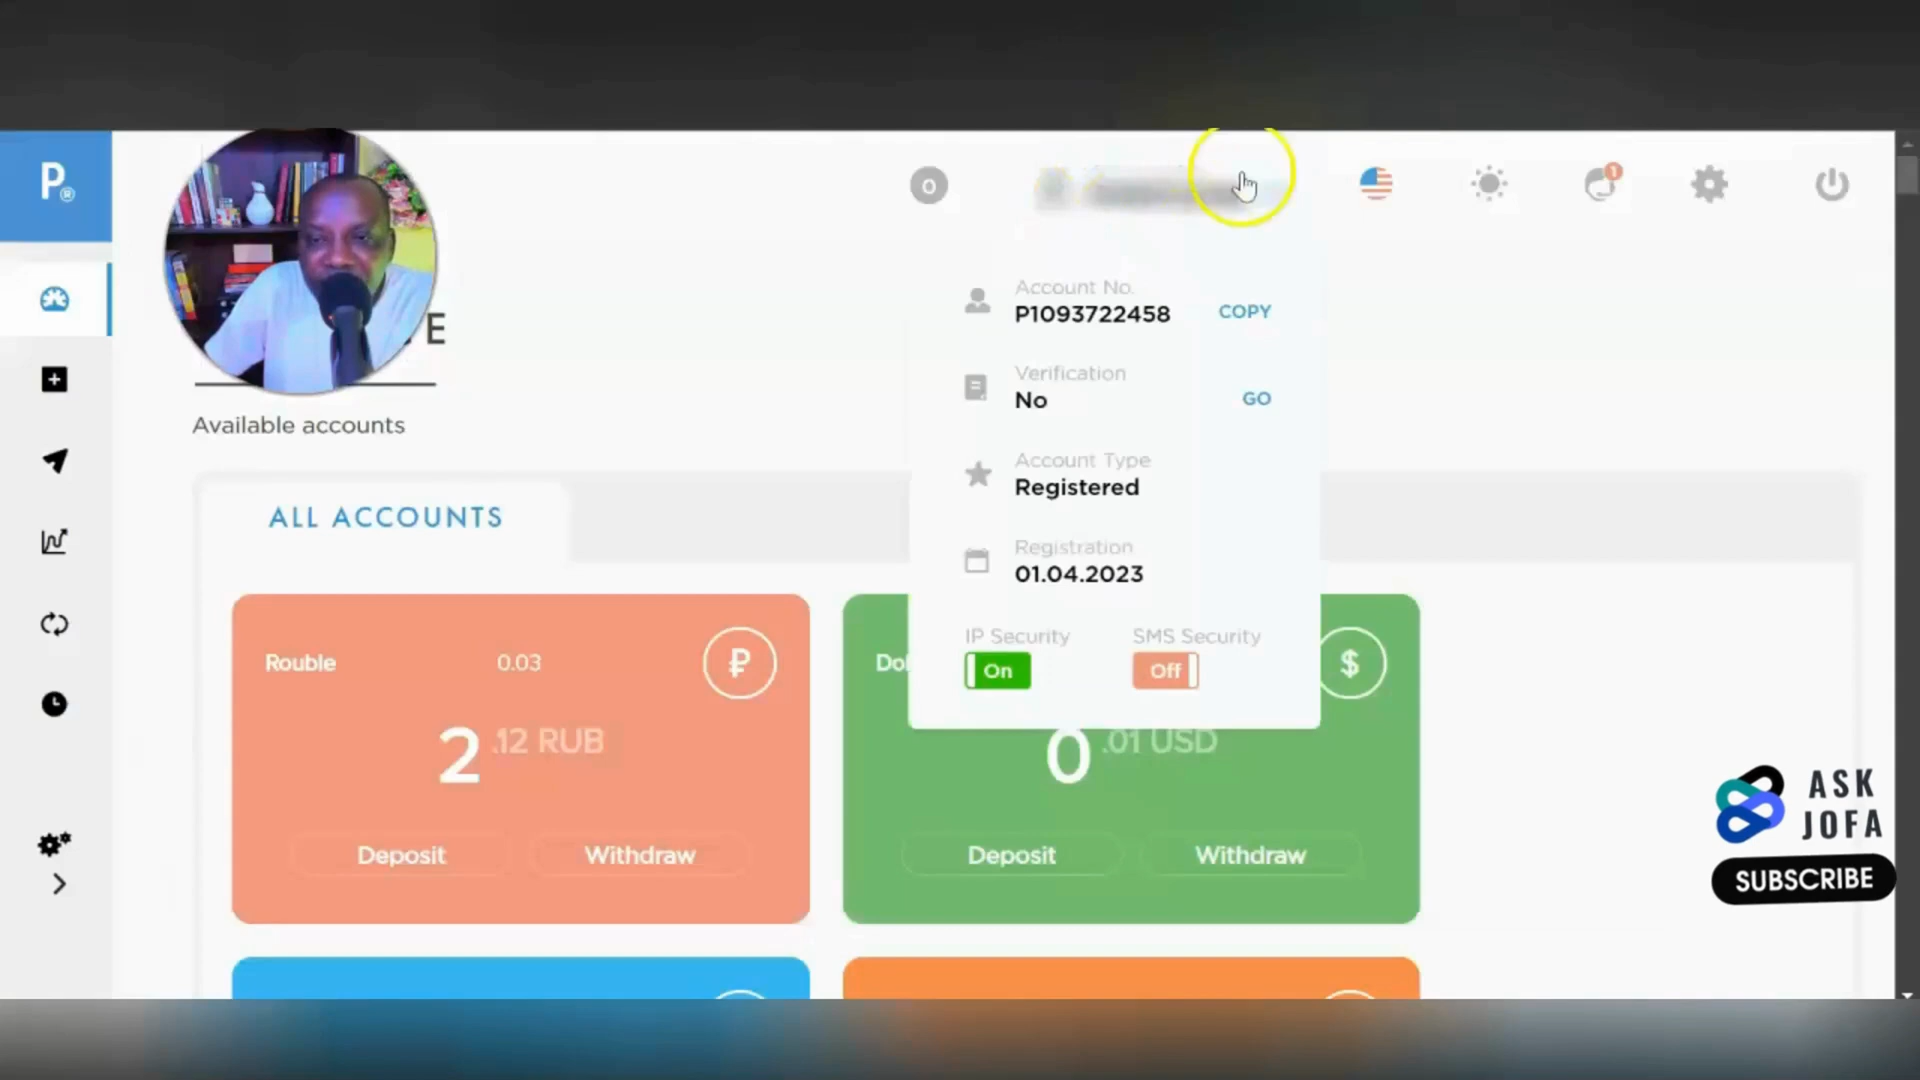 P®
0
1
Account No.
P1093722458
COPY
Verification
No
GO
Account Type
Registered
Registration
01.04.2023
IP Security
SMS Security
On
Off
E
Available accounts
ALL ACCOUNTS
Rouble
0.03
₽
2.12 RUB
Deposit
Withdraw
Dol
$
0.01 USD
Deposit
Withdraw
ASK
JOFA
SUBSCRIBE